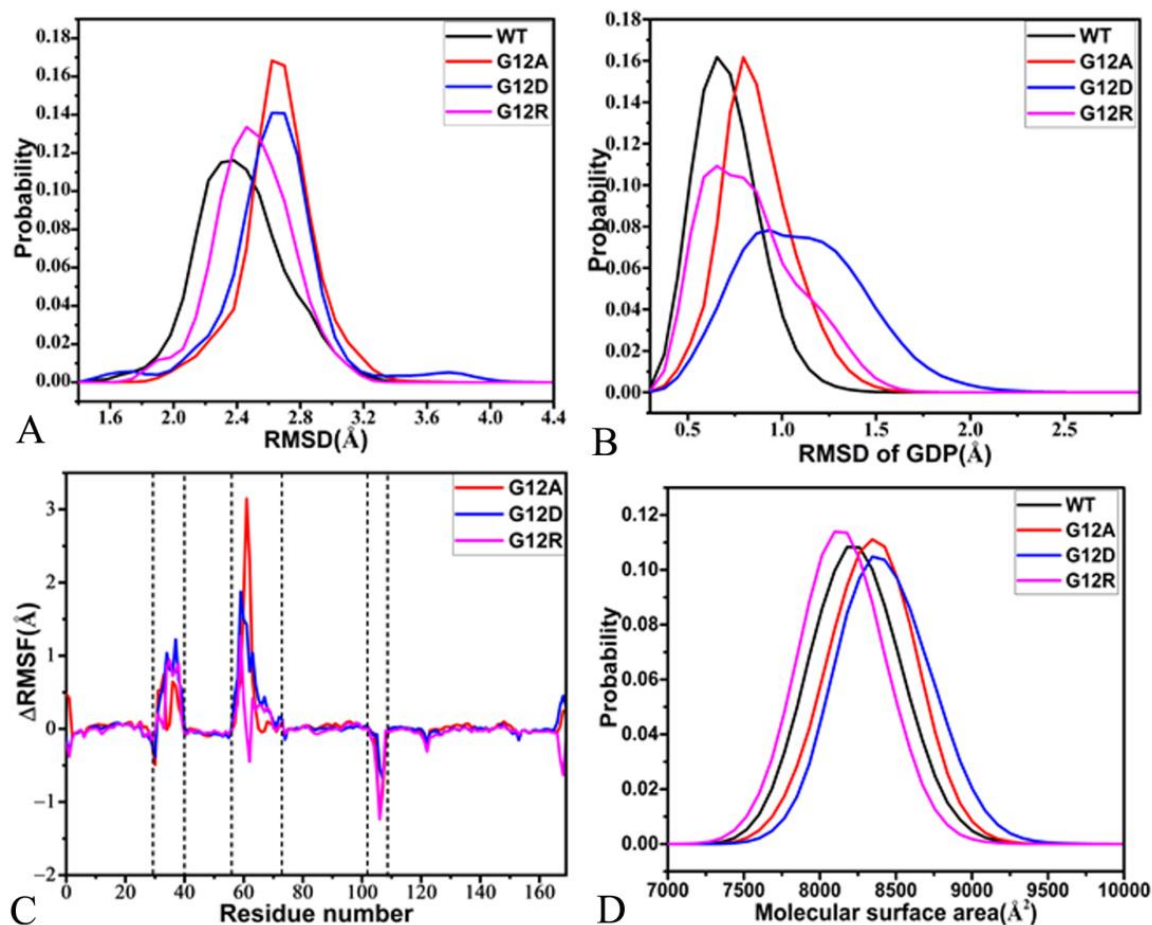 0.18
0.16
0.14
0.12
0.10
0.08
0.06
0.04
0.02
0.00
Probability
WT
G12A
G12D
G12R
1.6 2.0 2.4 2.8 3.2 3.6 4.0 4.4
RMSD(Å)
A
0.18
0.16
0.14
0.12
0.10
0.08
0.06
0.04
0.02
0.00
Probability
WT
G12A
G12D
G12R
0.5 1.0 1.5 2.0 2.5
RMSD of GDP(Å)
B
3
2
1
0
−1
−2
ΔRMSF(Å)
G12A
G12D
G12R
0 20 40 60 80 100 120 140 160
Residue number
C
0.12
0.10
0.08
0.06
0.04
0.02
0.00
Probability
WT
G12A
G12D
G12R
7000 7500 8000 8500 9000 9500 10000
Molecular surface area(Å²)
D